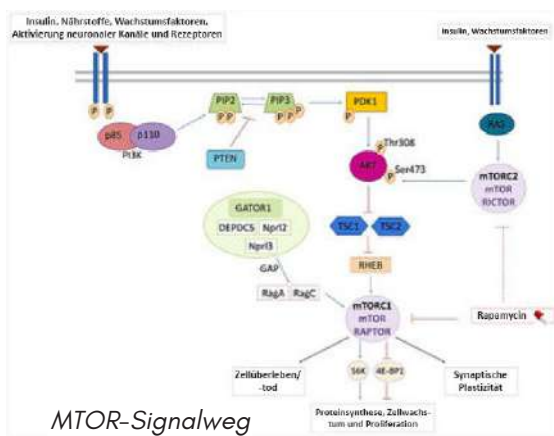 Insulin, Nährstoffe, Wachstumsfaktoren,
Aktivierung neuronaler Kanäle und Rezeptoren
Insulin, Wachstumsfaktoren
P P
PIP2
PIP3
PDK1
RAS
P P
P P P
P
p85 p110
PI3K
PTEN
Thr308
P
AKT
P
Ser473
mTORC2
mTOR
RICTOR
GATOR1
DEPDC5 Nprl2
Nprl3
TSC1 TSC2
GAP
RHEB
RagA RagC
mTORC1
mTOR
RAPTOR
Rapamycin
Zellüberleben/
-tod
S6K
4E-BP1
Synaptische
Plastizität
Proteinsynthese, Zellwachs-
tum und Proliferation
MTOR-Signalweg